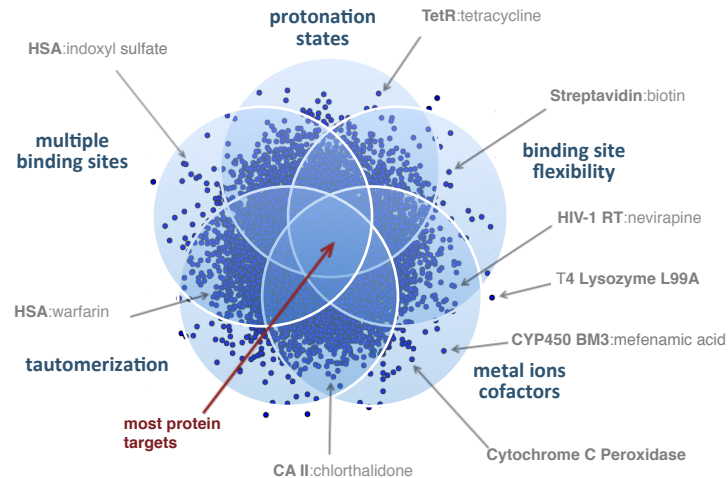 protonation
states
TetR:tetracycline
HSA:indoxyl sulfate
Streptavidin:biotin
multiple
binding sites
binding site
flexibility
HIV-1 RT:nevirapine
T4 Lysozyme L99A
HSA:warfarin
CYP450 BM3:mefenamic acid
tautomerization
metal ions
cofactors
most protein
targets
Cytochrome C Peroxidase
CA II:chlorthalidone